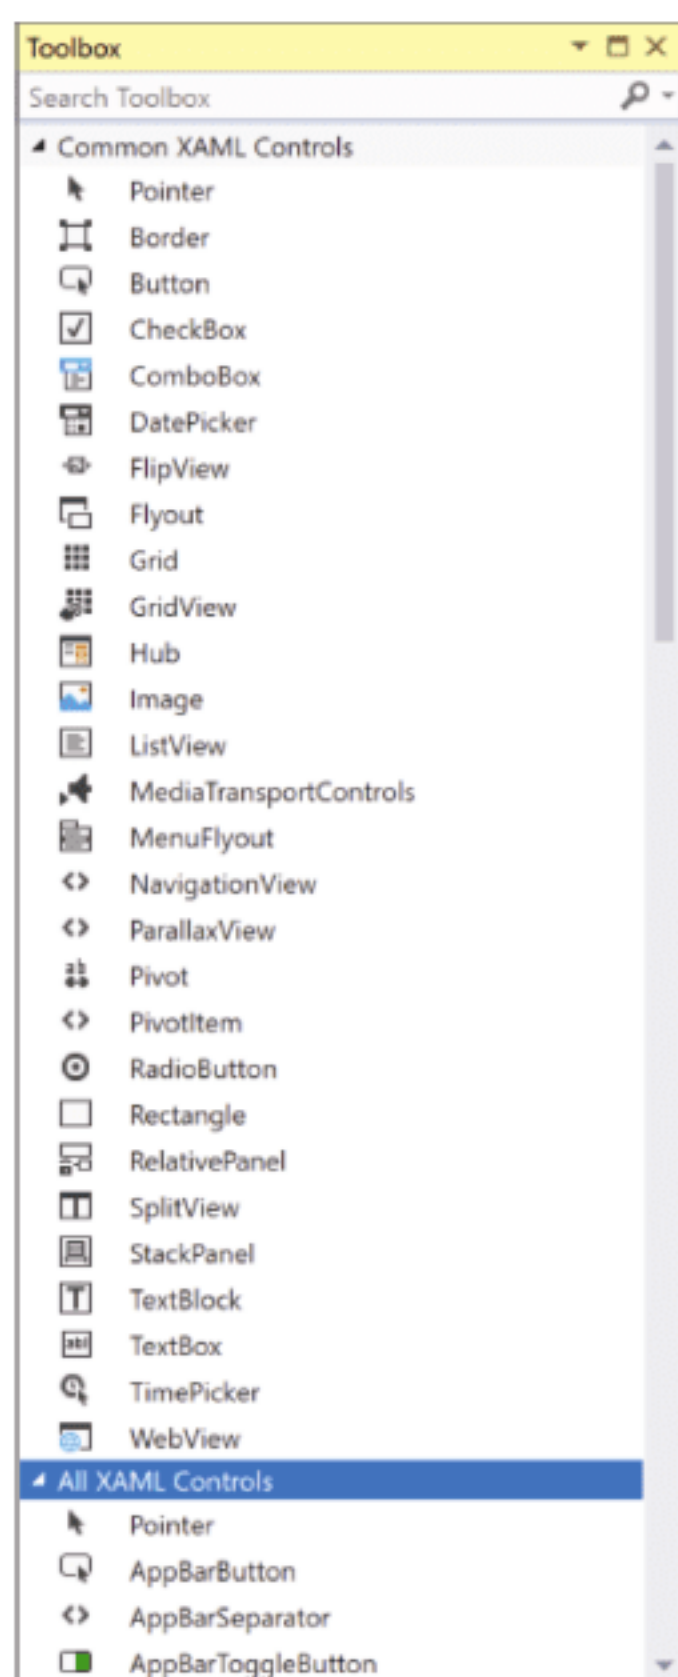 Toolbox
Search Toolbox
Common XAML Controls
Pointer
Border
Button
CheckBox
ComboBox
DatePicker
FlipView
Flyout
Grid
GridView
Hub
Image
ListView
MediaTransportControls
MenuFlyout
NavigationView
ParallaxView
Pivot
PivotItem
RadioButton
Rectangle
RelativePanel
SplitView
StackPanel
TextBlock
TextBox
TimePicker
WebView
All XAML Controls
Pointer
AppBarButton
AppBarSeparator
AppBarToggleButton